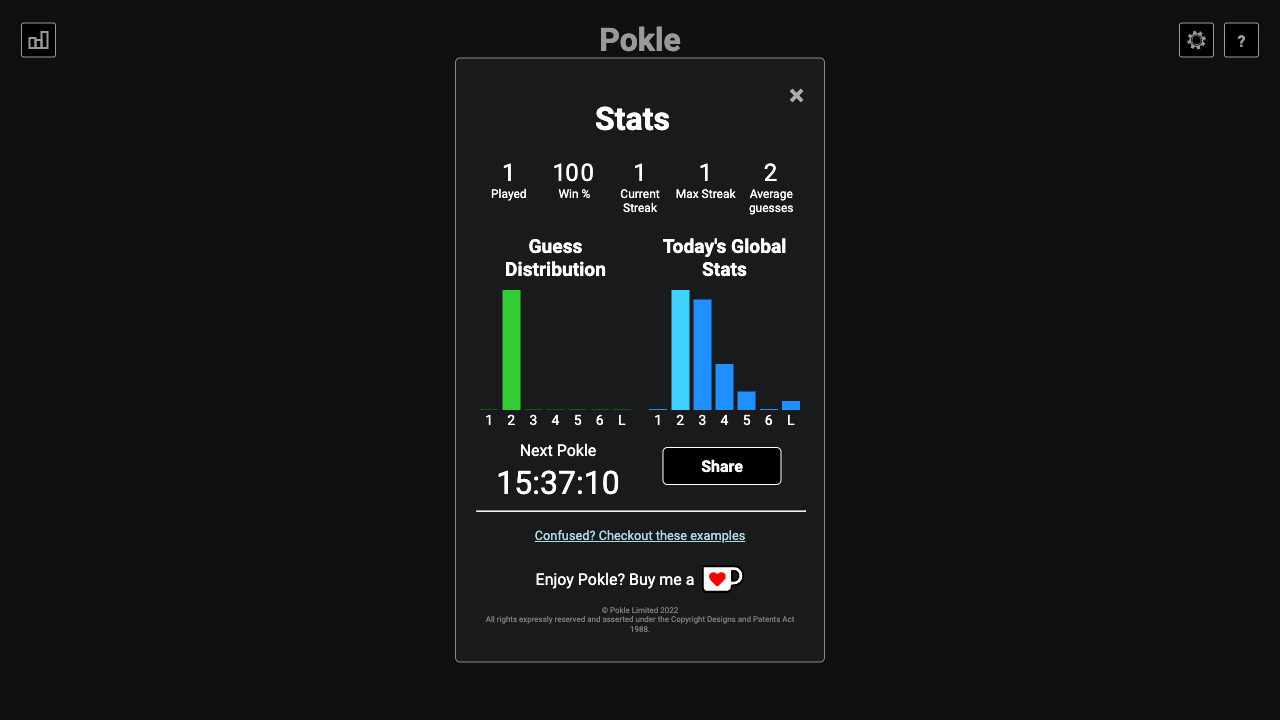 Pokle
?
Stats
1 100 1 1 2
Played Win % Current Streak Max Streak Average guesses
Guess Distribution
Today's Global Stats
1 2 3 4 5 6 L
1 2 3 4 5 6 L
Next Pokle
15:37:10
Share
Confused? Checkout these examples
Enjoy Pokle? Buy me a
© Pokle Limited 2022
All rights expressly reserved and asserted under the Copyright Designs and Patents Act
1988.